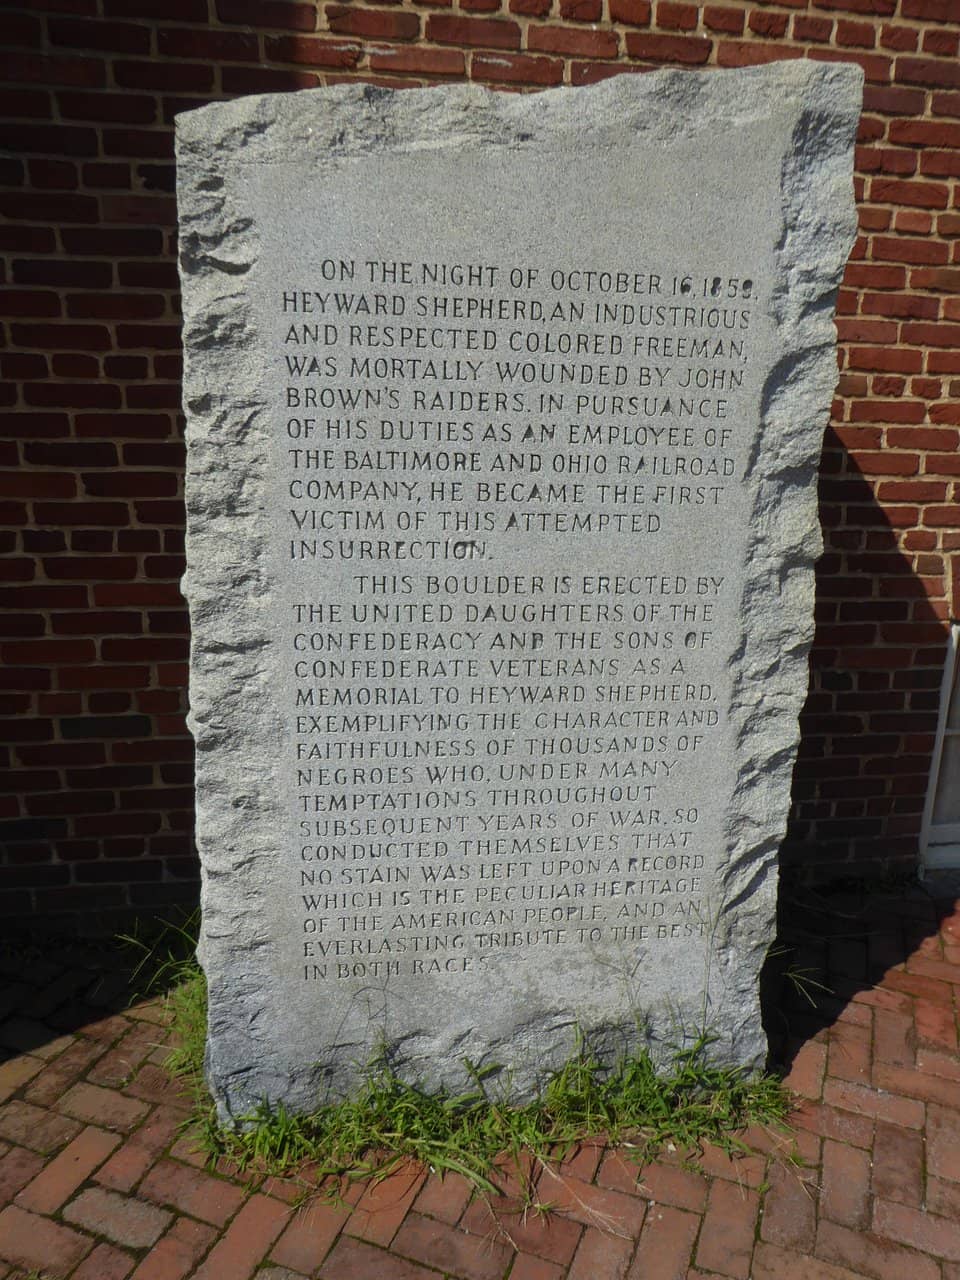 ON THE NIGHT OF OCTOBER 16, 1859,
HEYWARD SHEPHERD, AN INDUSTRIOUS
AND RESPECTED COLORED FREEMAN,
WAS MORTALLY WOUNDED BY JOHN
BROWN'S RAIDERS. IN PURSUANCE
OF HIS DUTIES AS AN EMPLOYEE OF
THE BALTIMORE AND OHIO RAILROAD
COMPANY, HE BECAME THE FIRST
VICTIM OF THIS ATTEMPTED
INSURRECTION.
THIS BOULDER IS ERECTED BY
THE UNITED DAUGHTERS OF THE
CONFEDERACY AND THE SONS OF
CONFEDERATE VETERANS AS A
MEMORIAL TO HEYWARD SHEPHERD,
EXEMPLIFYING THE CHARACTER AND
FAITHFULNESS OF THOUSANDS OF
NEGROES WHO, UNDER MANY
TEMPTATIONS THROUGHOUT
SUBSEQUENT YEARS OF WAR, SO
CONDUCTED THEMSELVES THAT
NO STAIN WAS LEFT UPON A RECORD
WHICH IS THE PECULIAR HERITAGE
OF THE AMERICAN PEOPLE, AND AN
EVERLASTING TRIBUTE TO THE BEST
IN BOTH RACES.